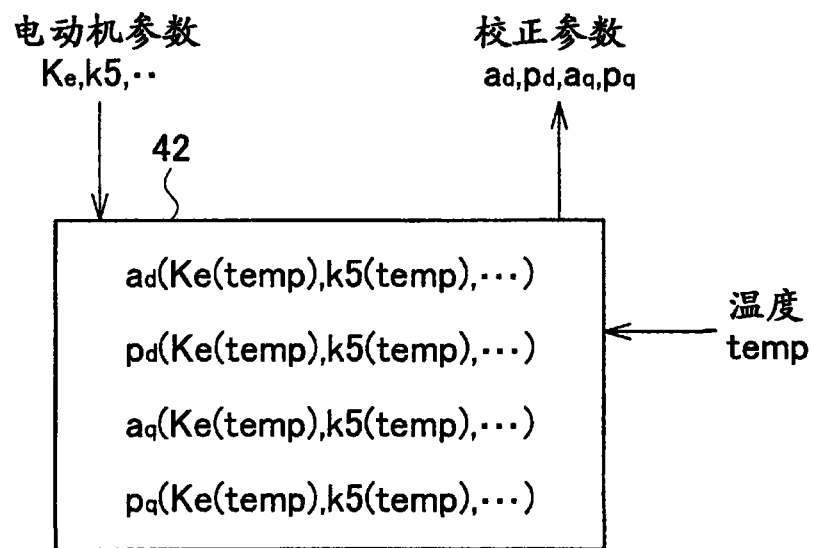 电动机参数
Ke,k5,··
校正参数
ad,pd,aq,pq
42
ad(Ke(temp),k5(temp),···)
pd(Ke(temp),k5(temp),···)
aq(Ke(temp),k5(temp),···)
pq(Ke(temp),k5(temp),···)
温度
temp